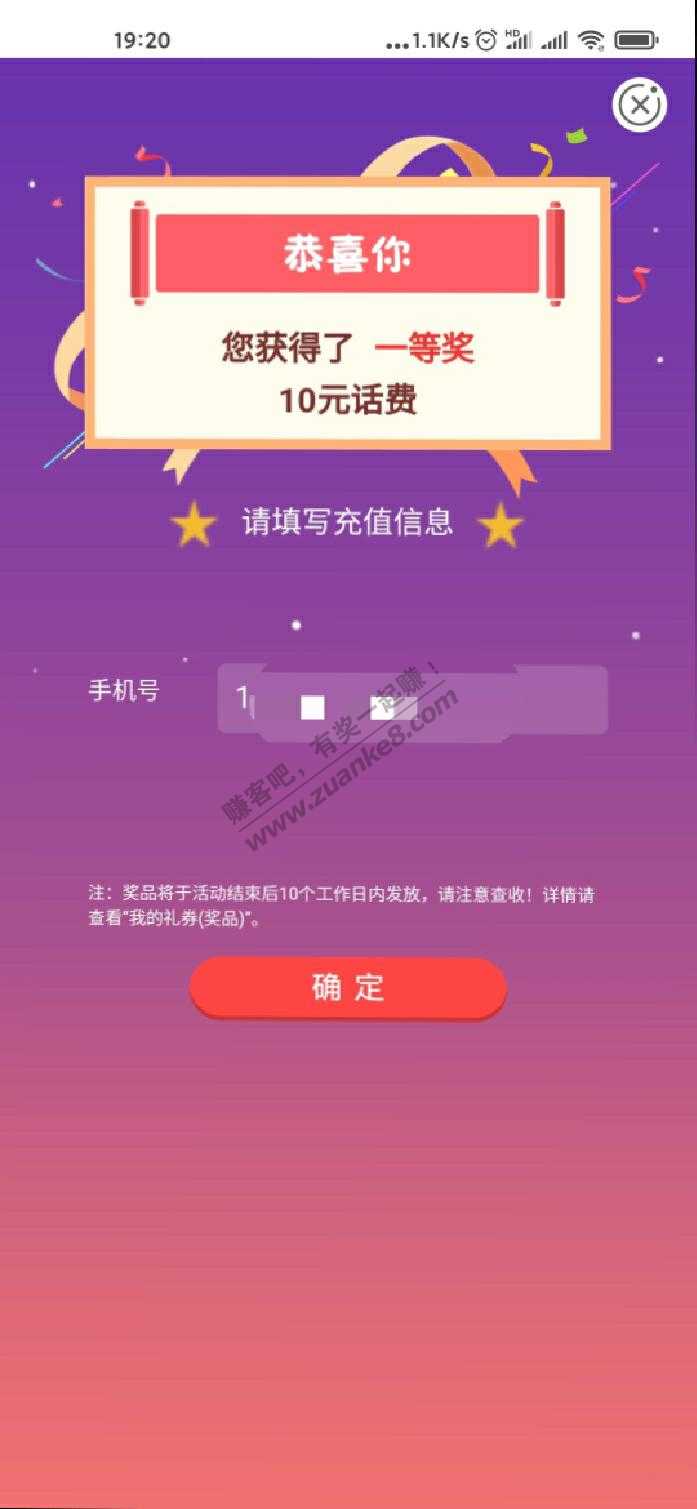 19:20
...1.1K/s HD
恭喜你
您获得了 一等奖
10元话费
请填写充值信息
手机号 1
赚客吧，有奖一起赚！
www.zuanke8.com
注：奖品将于活动结束后10个工作日内发放，请注意查收！详情请
查看"我的礼券(奖品)"。
确定